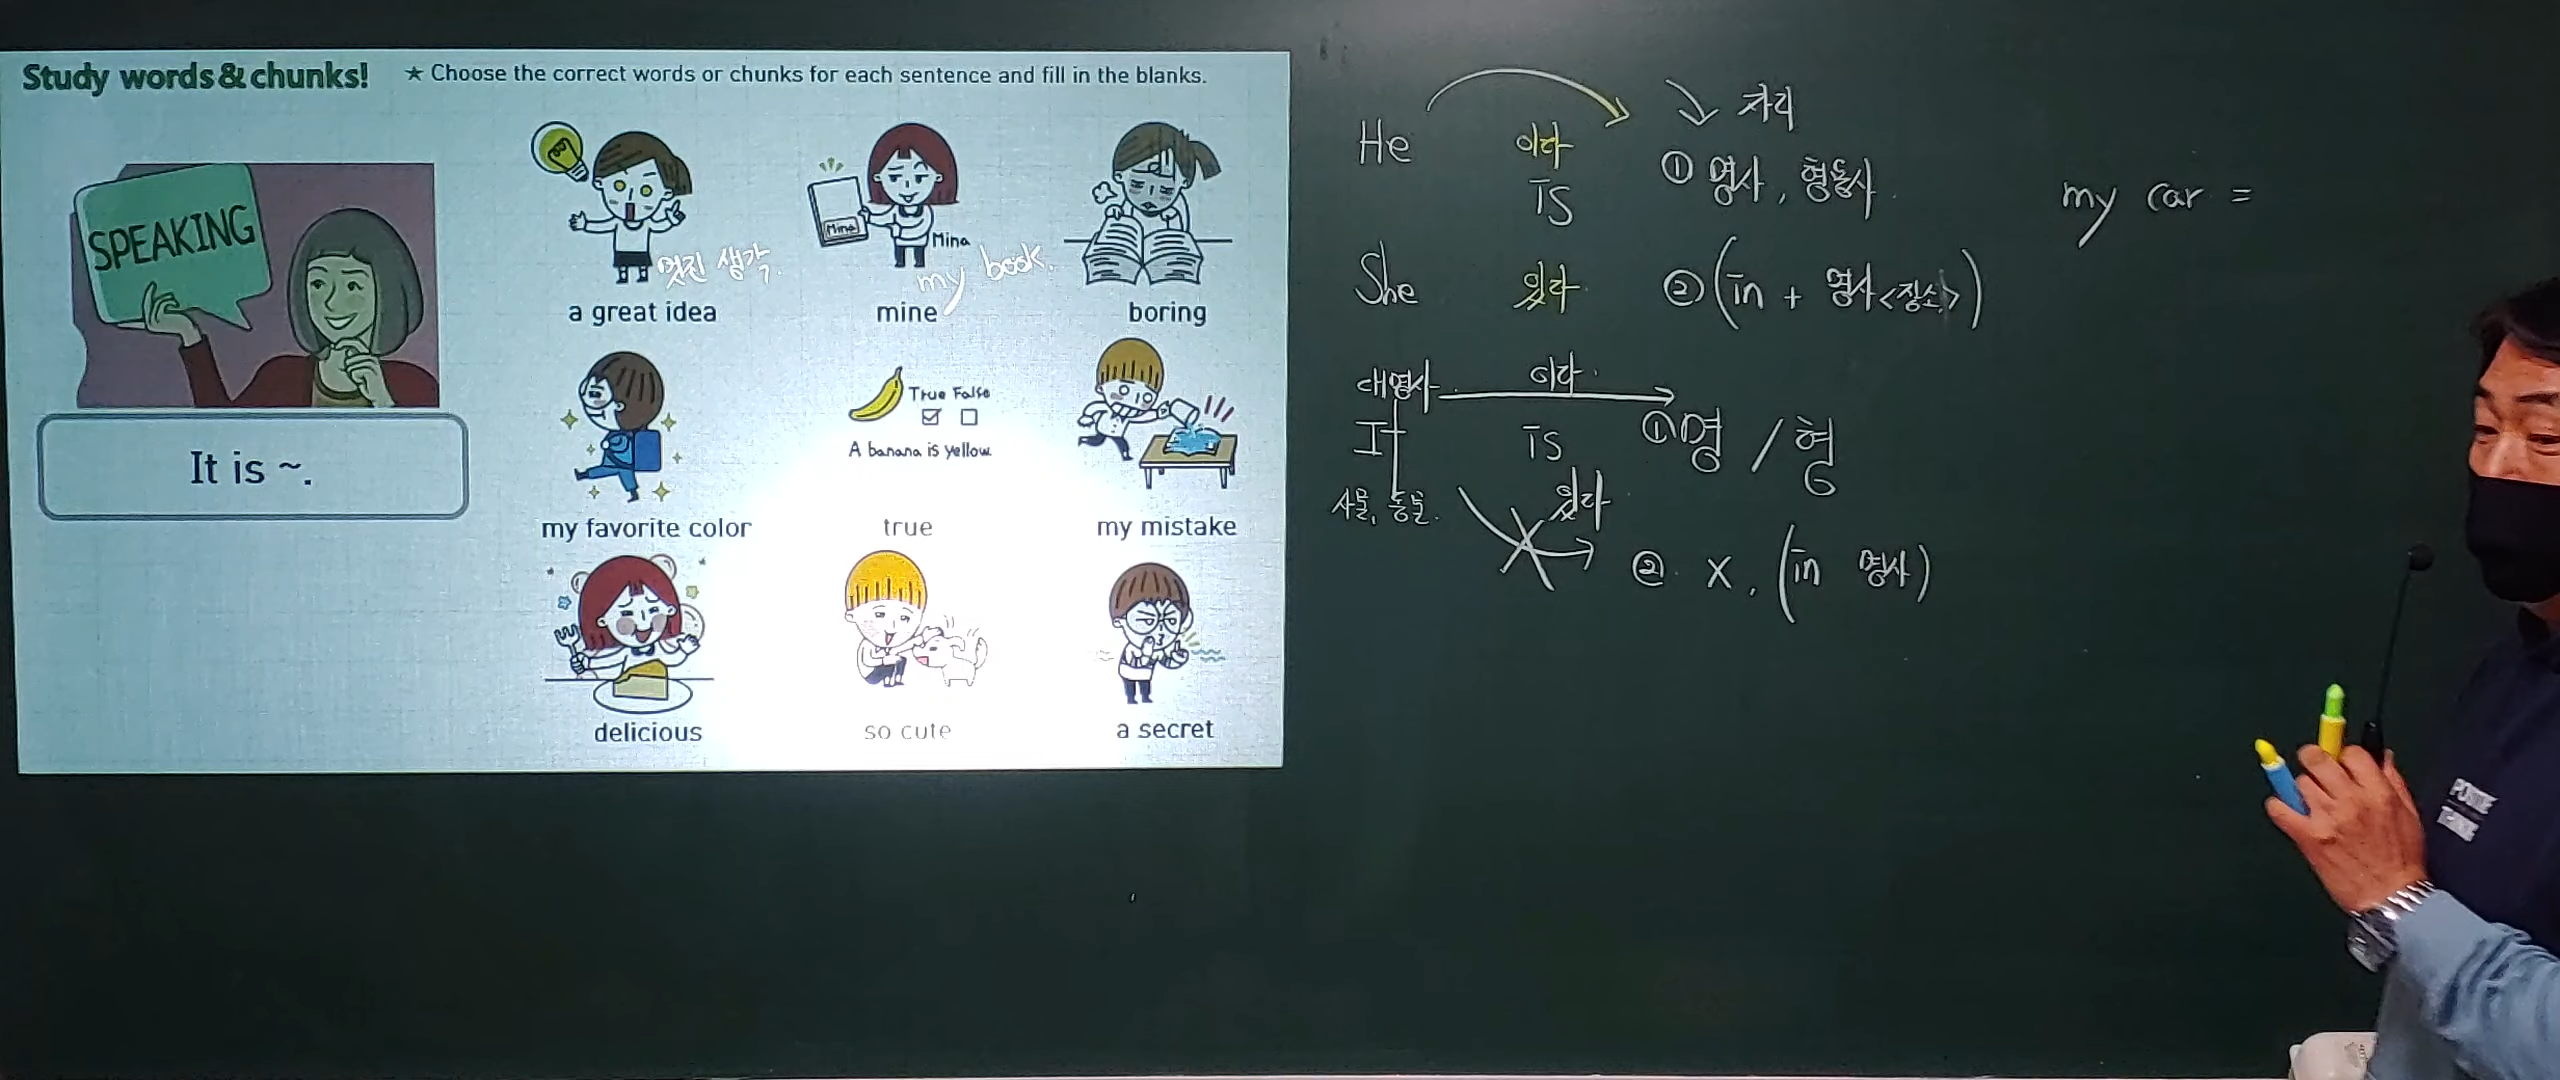 Study words & chunks!
★ Choose the correct words or chunks for each sentence and fill in the blanks.
SPEAKING
It is ~.
멋진 생각.
a great idea
Mina
Mina
my book.
mine
boring
my favorite color
True False
A banana is yellow.
true
my mistake
delicious
so cute
a secret
자리
He 이다 is ① 명사, 형용사.
She 있다 ② (in + 명사<장소>)
대명사 이다.
It is ① 명 / 형
사물, 동물. 있다
② X, (in 명사)
my car =